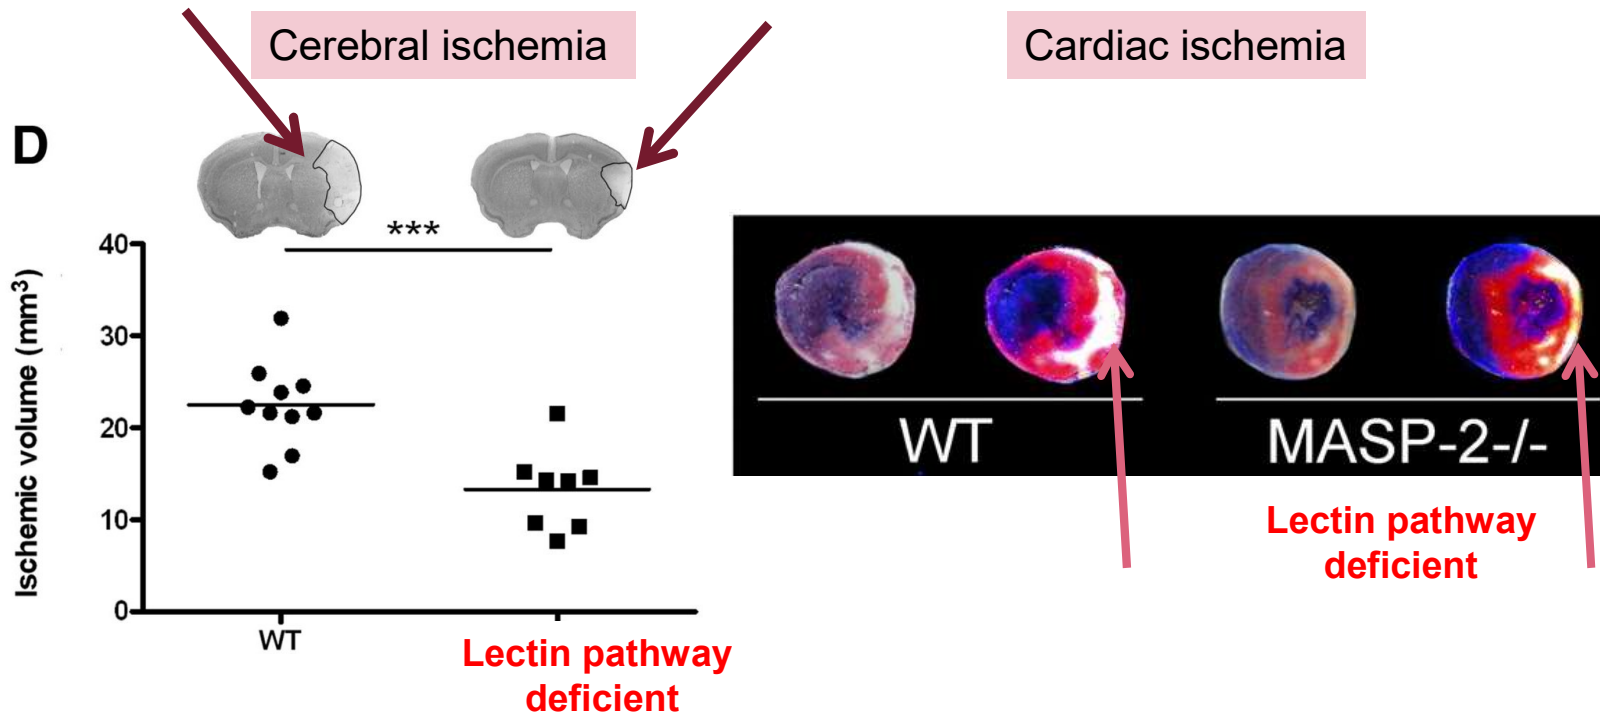 Cerebral ischemia
Cardiac ischemia
D
***
Ischemic volume (mm³)
40
30
20
10
0
WT
Lectin pathway
deficient
WT
MASP-2-/-
Lectin pathway
deficient